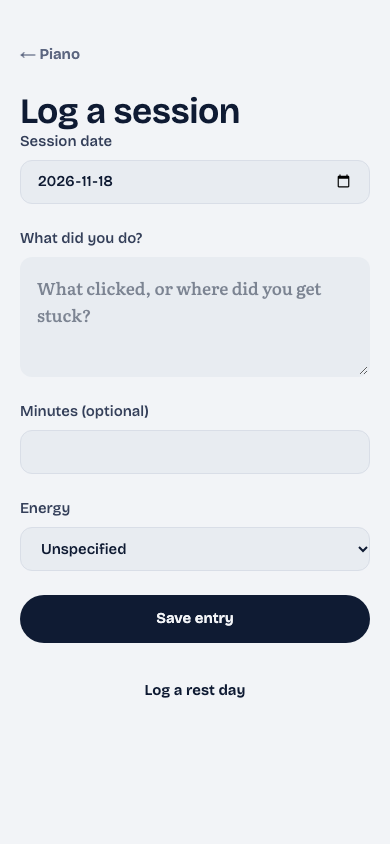 ← Piano
Log a session
Session date
2026-11-18
What did you do?
What clicked, or where did you get
stuck?
Minutes (optional)
Energy
Unspecified
Save entry
Log a rest day